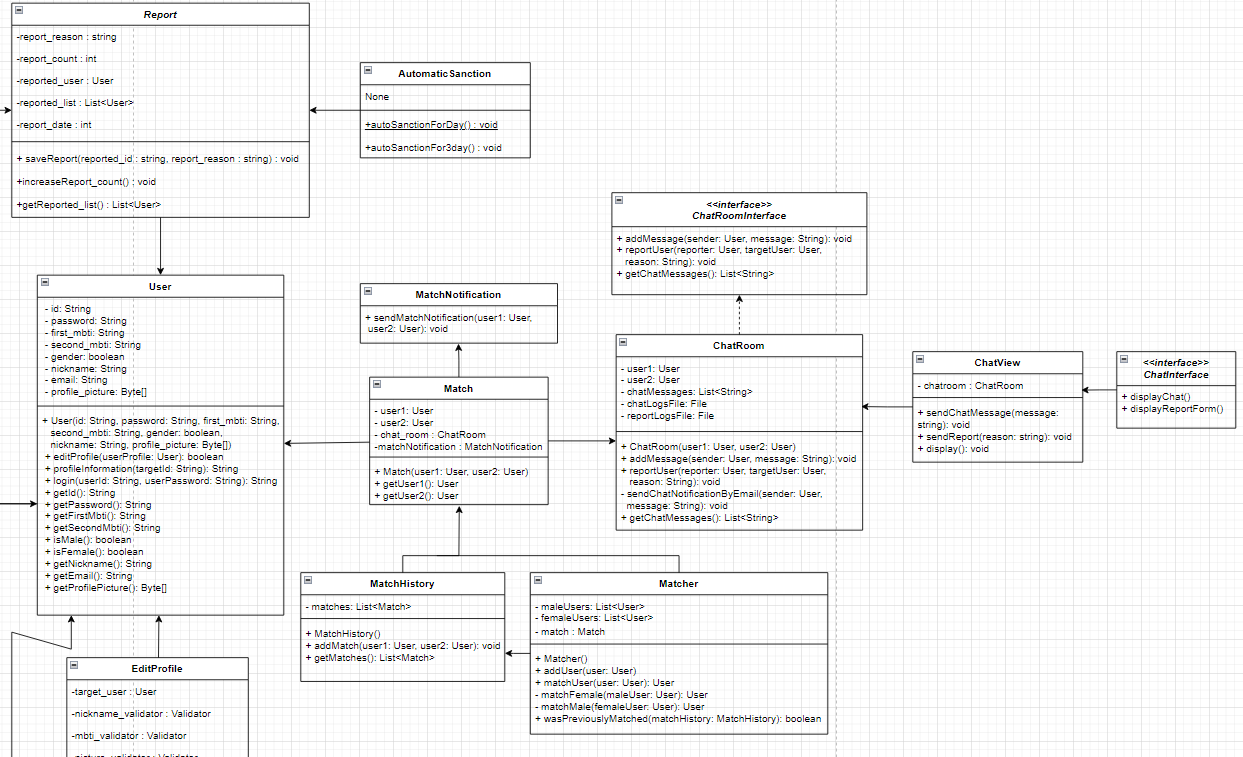 Report
-report_reason : string
-report_count : int
-reported_user : User
-reported_list : List<User>
-report_date : int
+ saveReport(reported_id : string, report_reason : string) : void
+increaseReport_count() : void
+getReported_list() : List<User>
AutomaticSanction
None
+autoSanctionForDay() : void
+autoSanctionFor3day() : void
<<interface>>
ChatRoomInterface
+ addMessage(sender: User, message: String): void
+ reportUser(reporter: User, targetUser: User,
reason: String): void
+ getChatMessages(): List<String>
User
- id: String
- password: String
- first_mbti: String
- second_mbti: String
- gender: boolean
- nickname: String
- email: String
- profile_picture: Byte[]
+ User(id: String, password: String, first_mbti: String,
second_mbti: String, gender: boolean,
nickname: String, profile_picture: Byte[])
+ editProfile(userProfile: User): boolean
+ profileInformation(targetId: String): String
+ login(userId: String, userPassword: String): String
+ getId(): String
+ getPassword(): String
+ getFirstMbti(): String
+ getSecondMbti(): String
+ isMale(): boolean
+ isFemale(): boolean
+ getNickname(): String
+ getEmail(): String
+ getProfilePicture(): Byte[]
MatchNotification
+ sendMatchNotification(user1: User,
user2: User): void
Match
- user1: User
- user2: User
- chat_room : ChatRoom
-matchNotification : MatchNotification
+ Match(user1: User, user2: User)
+ getUser1(): User
+ getUser2(): User
ChatRoom
- user1: User
- user2: User
- chatMessages: List<String>
- chatLogsFile: File
- reportLogsFile: File
+ ChatRoom(user1: User, user2: User)
+ addMessage(sender: User, message: String): void
+ reportUser(reporter: User, targetUser: User,
reason: String): void
- sendChatNotificationByEmail(sender: User,
message: String): void
+ getChatMessages(): List<String>
ChatView
- chatroom : ChatRoom
+ sendChatMessage(message:
string): void
+ sendReport(reason: string): void
+ display(): void
<<interface>>
ChatInterface
+ displayChat()
+ displayReportForm()
MatchHistory
- matches: List<Match>
+ MatchHistory()
+ addMatch(user1: User, user2: User): void
+ getMatches(): List<Match>
Matcher
- maleUsers: List<User>
- femaleUsers: List<User>
- match : Match
+ Matcher()
+ addUser(user: User)
+ matchUser(user: User): User
- matchFemale(maleUser: User): User
- matchMale(femaleUser: User): User
+ wasPreviouslyMatched(matchHistory: MatchHistory): boolean
EditProfile
-target_user : User
-nickname_validator : Validator
-mbti_validator : Validator
-picture_validator : Validator